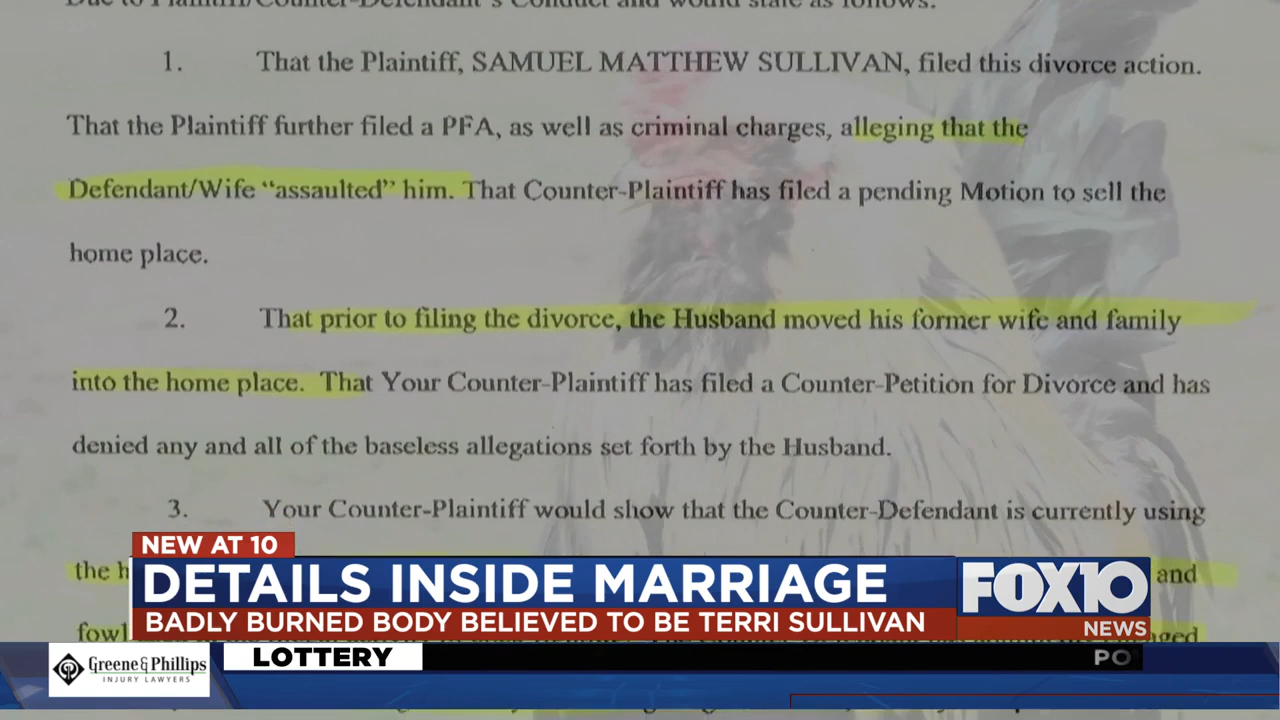 Due to Plaintiff/Counter-Defendant's Conduct and would state as follows:
1. That the Plaintiff, SAMUEL MATTHEW SULLIVAN, filed this divorce action.
That the Plaintiff further filed a PFA, as well as criminal charges, alleging that the
Defendant/Wife “assaulted” him. That Counter-Plaintiff has filed a pending Motion to sell the
home place.
2. That prior to filing the divorce, the Husband moved his former wife and family
into the home place. That Your Counter-Plaintiff has filed a Counter-Petition for Divorce and has
denied any and all of the baseless allegations set forth by the Husband.
3. Your Counter-Plaintiff would show that the Counter-Defendant is currently using
the h
and
fowl
NEW AT 10
DETAILS INSIDE MARRIAGE
BADLY BURNED BODY BELIEVED TO BE TERRI SULLIVAN
FOX10
NEWS
Greene & Phillips
INJURY LAWYERS
LOTTERY
PO